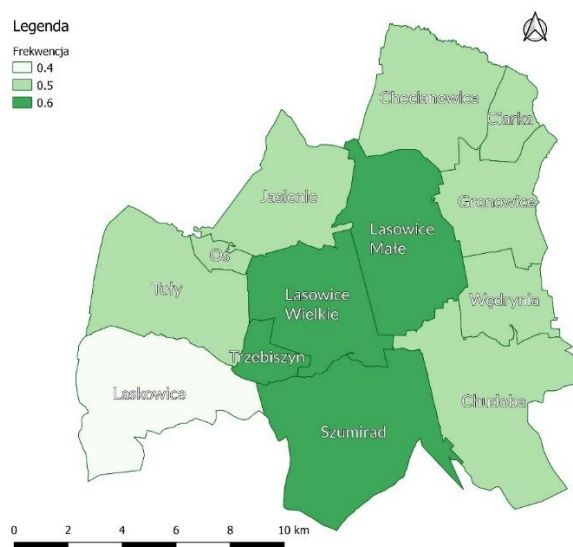 Legenda
Frekwencja
0.4
0.5
0.6
Chocianowice
Ciarka
Jasienie
Gronowice
Lasowice
Małe
Oś
Tuły
Lasowice
Wielkie
Wędrynia
Trzebiszyn
Laskowice
Chudoba
Szumirad
0 2 4 6 8 10 km